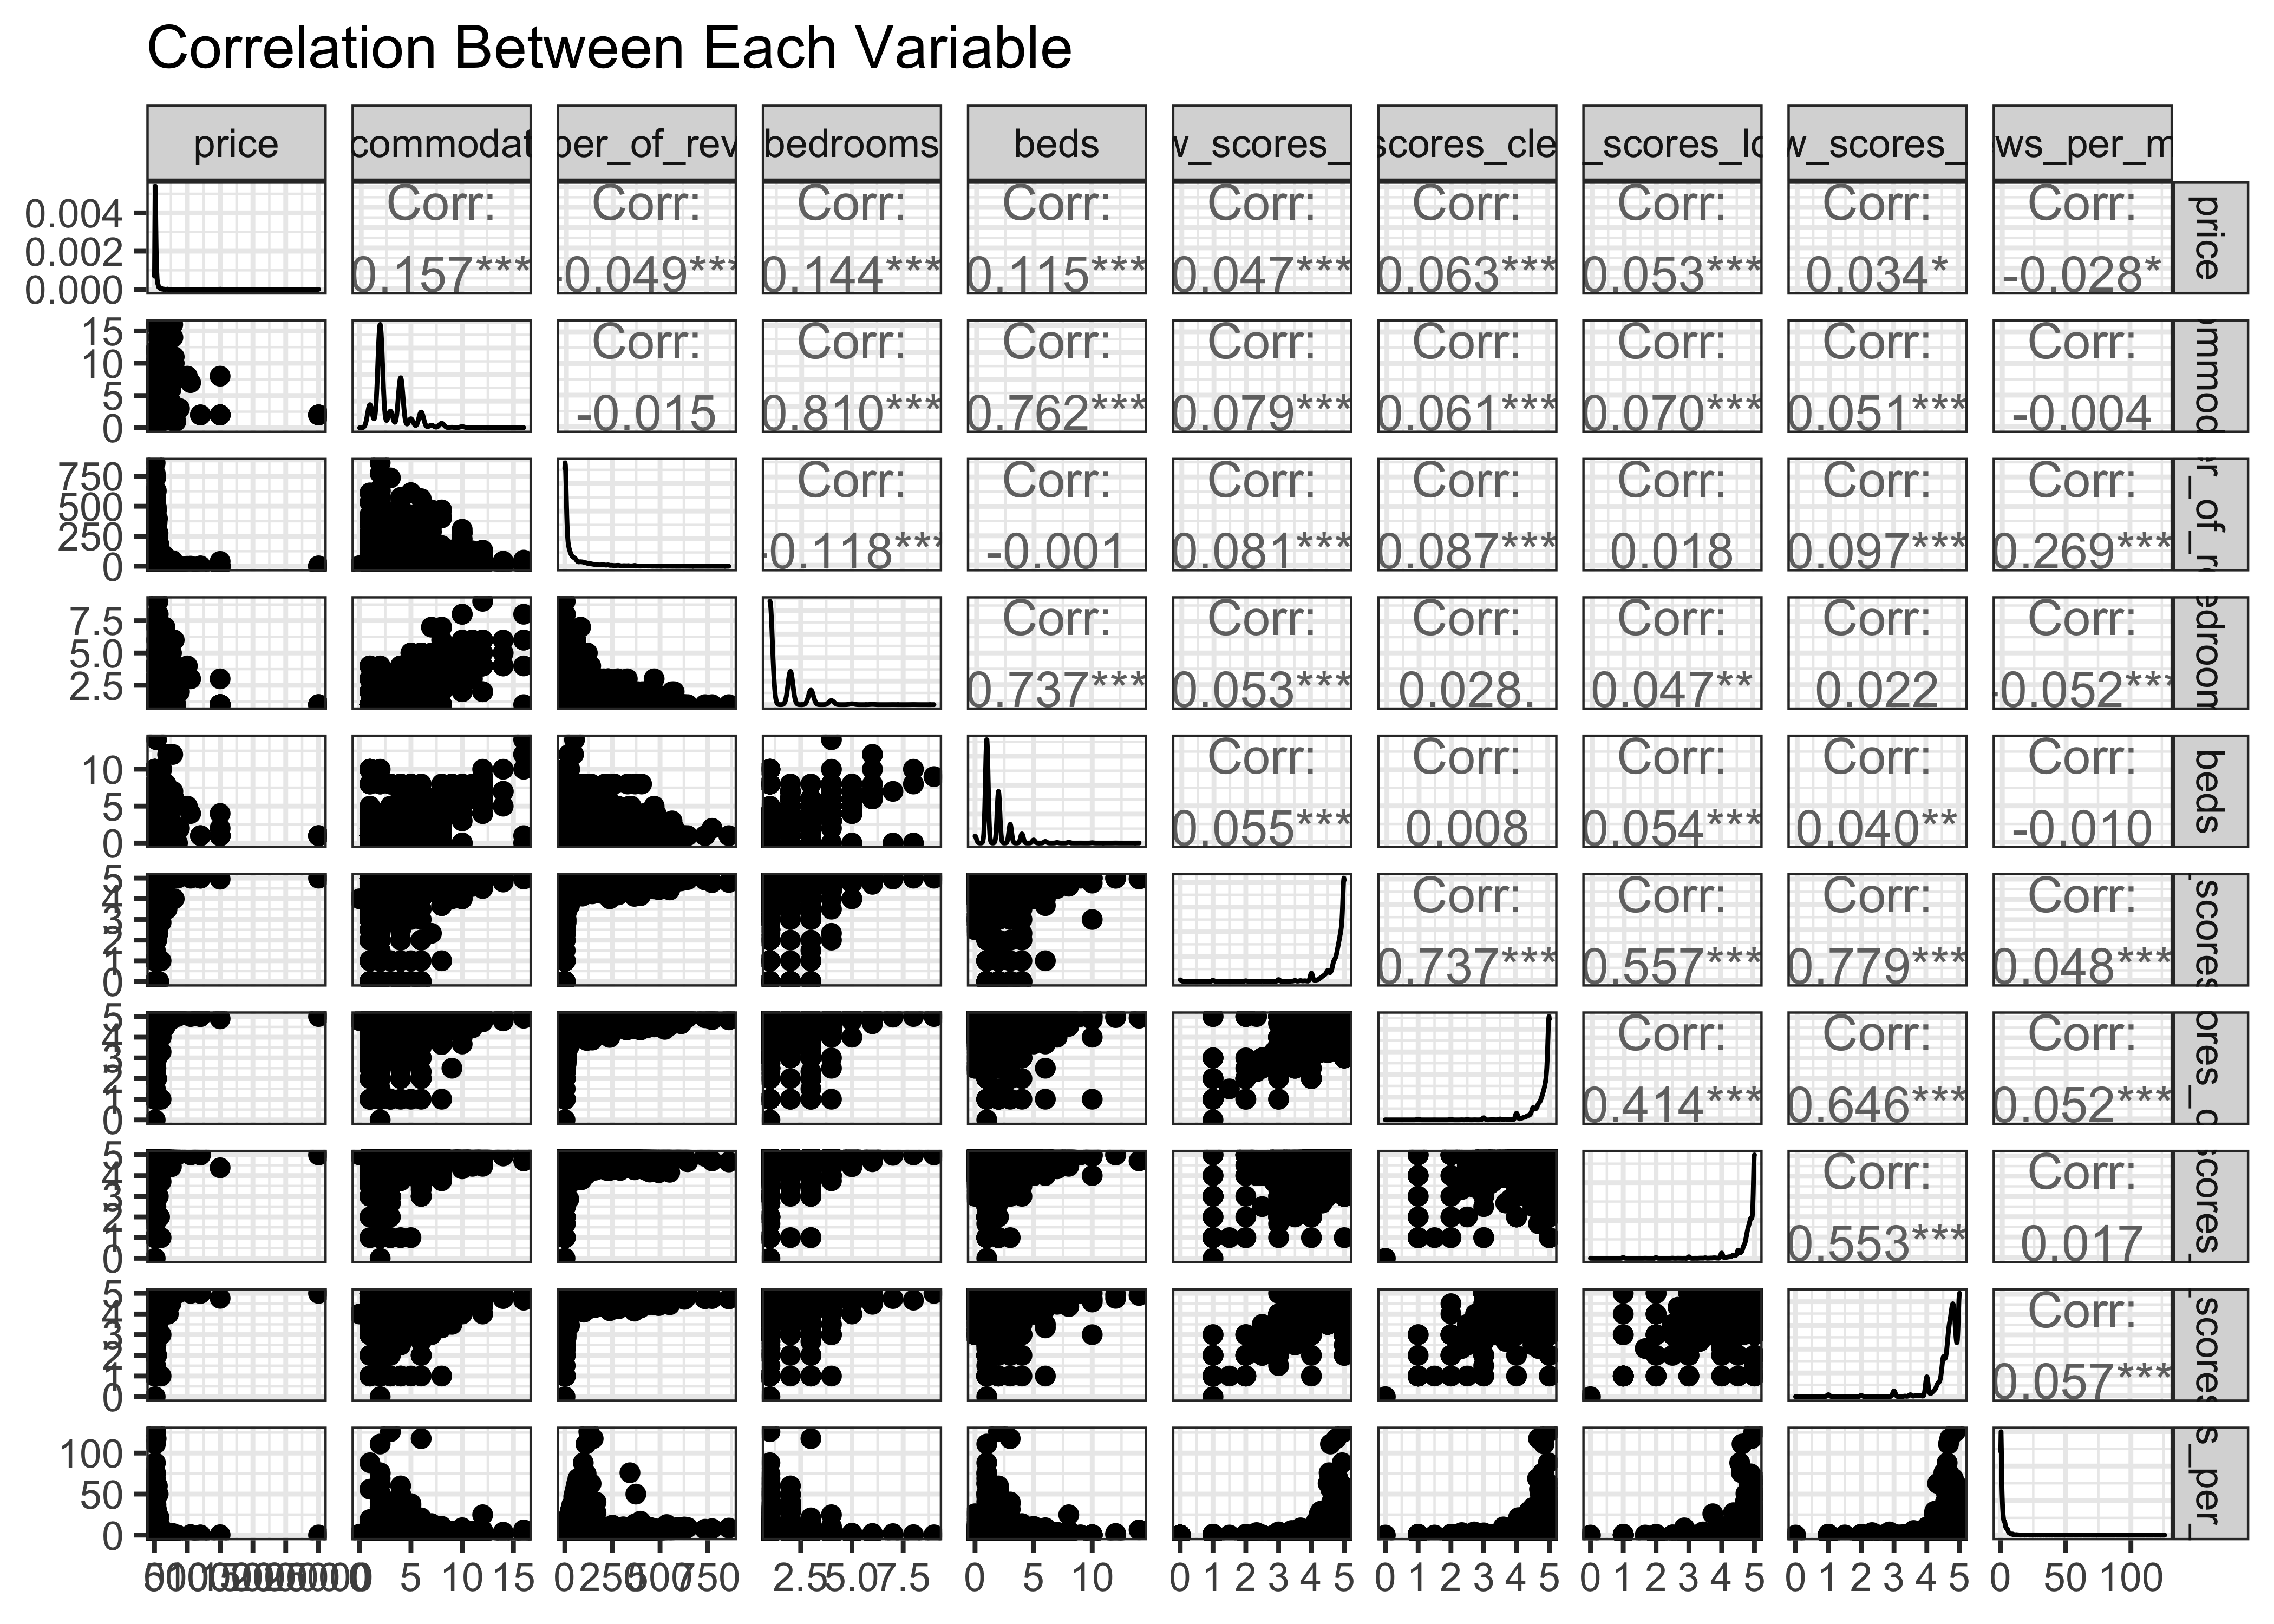 Correlation Between Each Variable
price commodat ber_of_rev bedrooms beds w_scores_ scores_cle _scores_lo w_scores_ ws_per_m
0.004 0.002 0.000 Corr: 0.157*** Corr: -0.049*** Corr: 0.144*** Corr: 0.115*** Corr: 0.047*** Corr: 0.063*** Corr: 0.053*** Corr: 0.034* Corr: -0.028* price
15 10 5 0 Corr: -0.015 Corr: 0.810*** Corr: 0.762*** Corr: 0.079*** Corr: 0.061*** Corr: 0.070*** Corr: 0.051*** Corr: -0.004 mmod
750 500 250 0 Corr: -0.118*** Corr: -0.001 Corr: 0.081*** Corr: 0.087*** Corr: 0.018 Corr: 0.097*** Corr: 0.269*** r_of_r
7.5 5.0 2.5 Corr: 0.737*** Corr: 0.053*** Corr: 0.028. Corr: 0.047** Corr: 0.022 Corr: -0.052*** edroom
10 5 0 Corr: 0.055*** Corr: 0.008 Corr: 0.054*** Corr: 0.040** Corr: -0.010 beds
5 4 3 2 1 0 Corr: 0.737*** Corr: 0.557*** Corr: 0.779*** Corr: 0.048*** _scores
5 4 3 2 1 0 Corr: 0.414*** Corr: 0.646*** Corr: 0.052*** ores_c
5 4 3 2 1 0 Corr: 0.553*** Corr: 0.017 scores_
5 4 3 2 1 0 Corr: 0.057*** _scores
100 50 0 s_per_
0 5 10 15 0 250 500 750 2.5 5.0 7.5 0 5 10 0 1 2 3 4 5 0 1 2 3 4 5 0 1 2 3 4 5 0 1 2 3 4 5 0 50 100